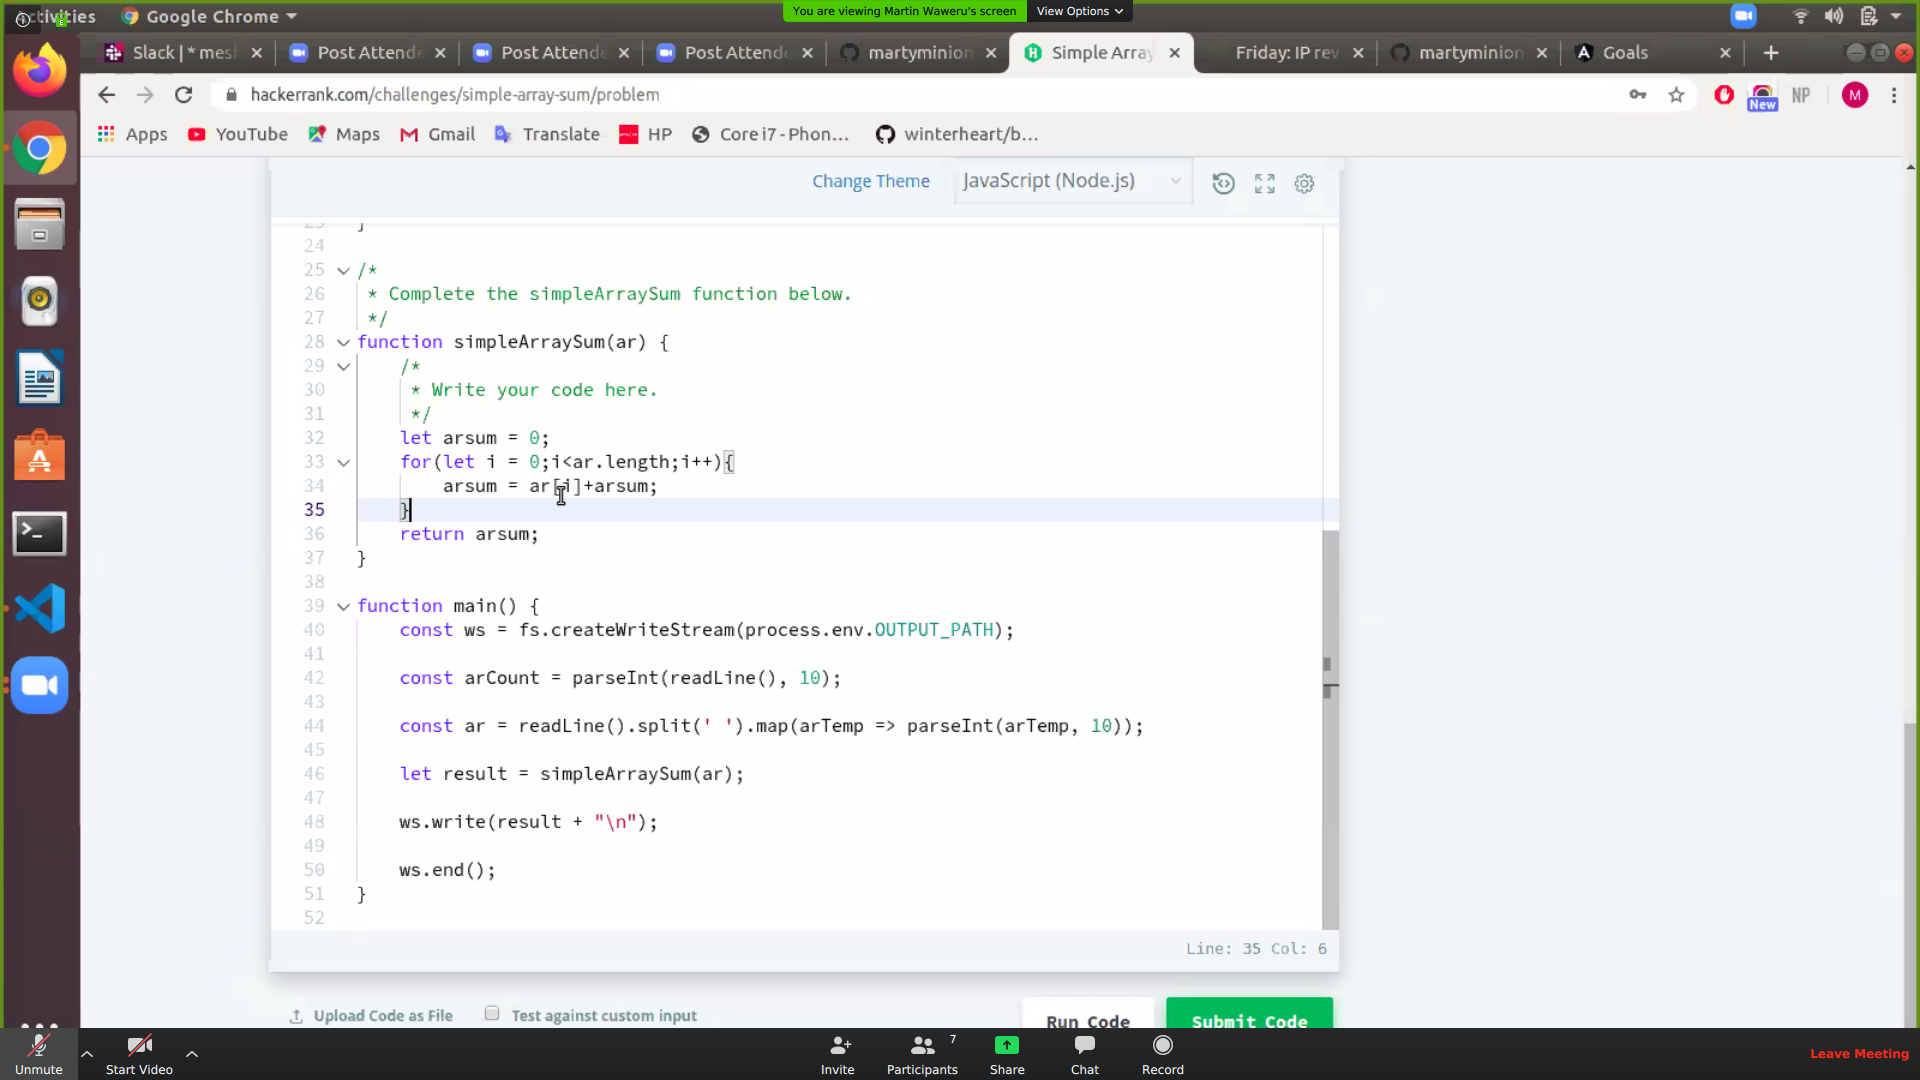 Activities
Google Chrome
You are viewing Martin Waweru's screen
View Options
Slack | * mesh
Post Attende
Post Attende
Post Attende
martyminion
Simple Array
Friday: IP rev
martyminion
Goals
hackerrank.com/challenges/simple-array-sum/problem
New
NP
M
Apps
YouTube
Maps
Gmail
Translate
HP
Core i7 - Phon...
winterheart/b...
Change Theme
JavaScript (Node.js)
23 }
24
25 /*
26 * Complete the simpleArraySum function below.
27 */
28 function simpleArraySum(ar) {
29 /*
30 * Write your code here.
31 */
32 let arsum = 0;
33 for(let i = 0;i<ar.length;i++){
34 arsum = ar[i]+arsum;
35 }
36 return arsum;
37 }
38
39 function main() {
40 const ws = fs.createWriteStream(process.env.OUTPUT_PATH);
41
42 const arCount = parseInt(readLine(), 10);
43
44 const ar = readLine().split(' ').map(arTemp => parseInt(arTemp, 10));
45
46 let result = simpleArraySum(ar);
47
48 ws.write(result + "\n");
49
50 ws.end();
51 }
52
Line: 35 Col: 6
Upload Code as File
Test against custom input
Run Code
Submit Code
Unmute
Start Video
Invite
Participants 7
Share
Chat
Record
Leave Meeting